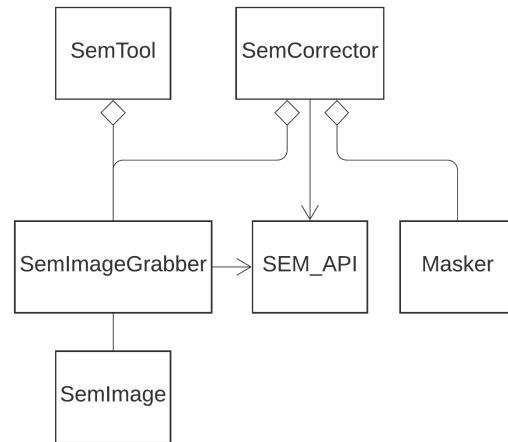 SemTool
SemCorrector
SemImageGrabber
SEM_API
Masker
SemImage